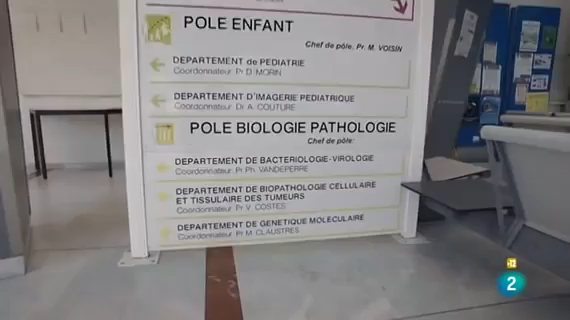 POLE ENFANT
Chef de pôle: Pr. M. VOISIN
DEPARTEMENT de PEDIATRIE
Coordonnateur Pr D. MORIN
DEPARTEMENT D'IMAGERIE PEDIATRIQUE
Coordonnateur Dr A. COUTURE
POLE BIOLOGIE PATHOLOGIE
Chef de pôle:
DEPARTEMENT DE BACTERIOLOGIE-VIROLOGIE
Coordonnateur Pr Ph. VANDEPERRE
DEPARTEMENT DE BIOPATHOLOGIE CELLULAIRE
ET TISSULAIRE DES TUMEURS
Coordonnateur Pr V. COSTES
DEPARTEMENT DE GENETIQUE MOLECULAIRE
Coordonnateur Pr M. CLAUSTRES
2